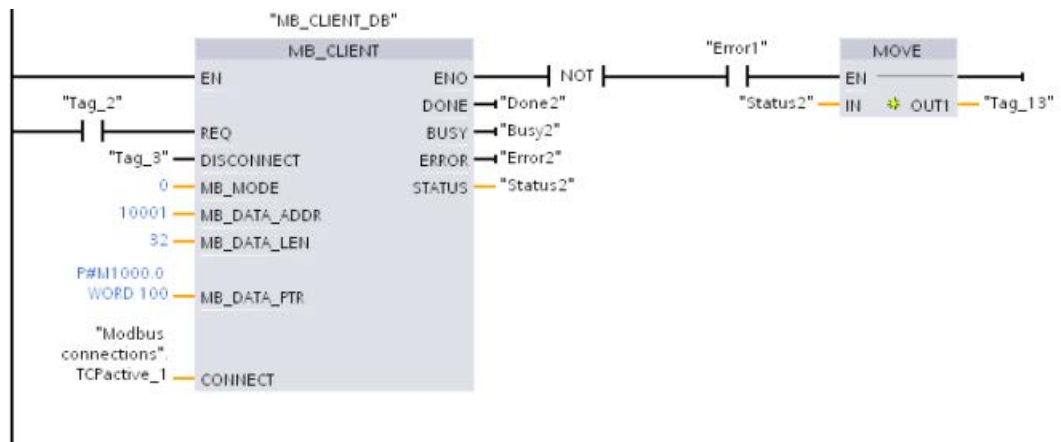 "MB_CLIENT_DB"
MB_CLIENT
"Error1"
MOVE
EN
ENO
NOT
EN
"Tag_2"
DONE
"Done2"
"Status2"
IN
OUT1
"Tag_13"
REQ
BUSY
"Busy2"
"Tag_3"
DISCONNECT
ERROR
"Error2"
0
MB_MODE
STATUS
"Status2"
10001
MB_DATA_ADDR
32
MB_DATA_LEN
P#M1000.0
WORD 100
MB_DATA_PTR
"Modbus
connections".
TCPactive_1
CONNECT